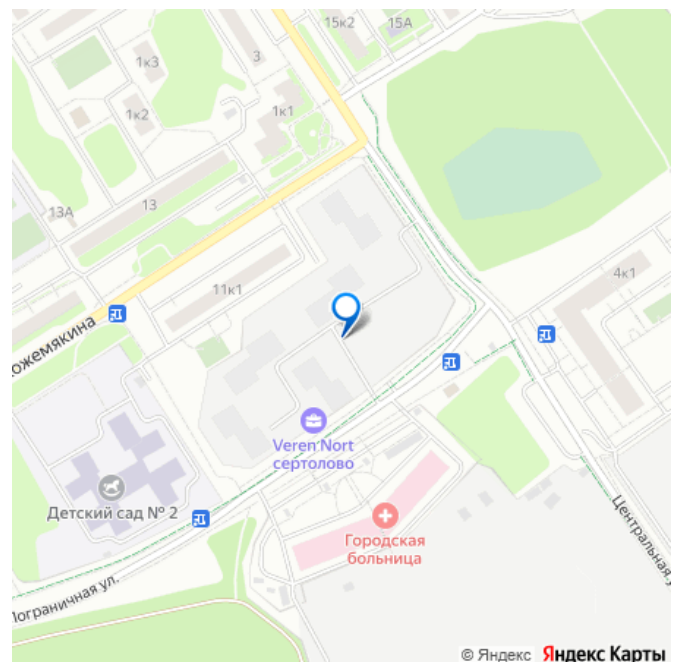 15к2
15А
3
1к3
1к2
1к1
13А
13
4к1
11к1
ожемякина
Veren Nort
сертолово
Детский сад № 2
Городская
больница
Центральная у
Пограничная ул.
© Яндекс Яндекс Карты